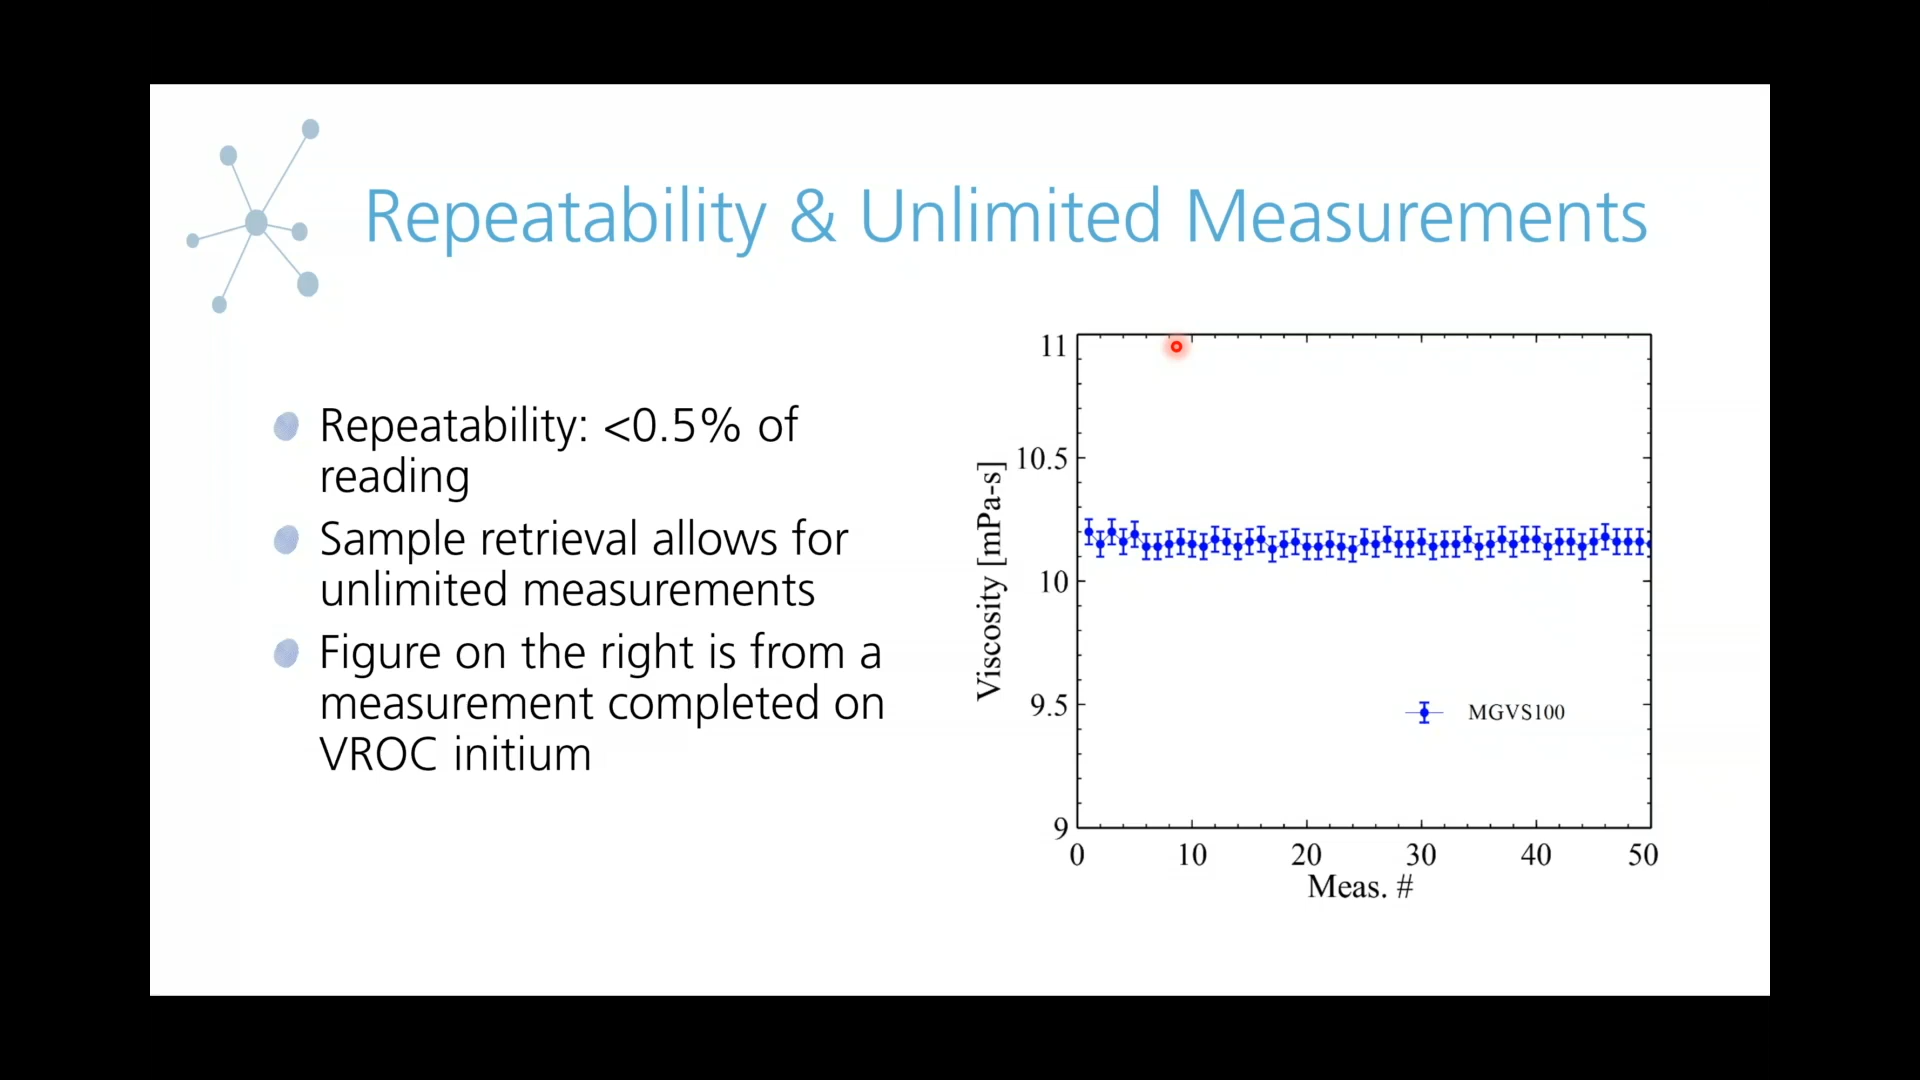 Repeatability & Unlimited Measurements
Repeatability: <0.5% of
reading
Sample retrieval allows for
unlimited measurements
Figure on the right is from a
measurement completed on
VROC initium
11
10.5
10
9.5
9
Viscosity [mPa-s]
MGVS100
0 10 20 30 40 50
Meas. #